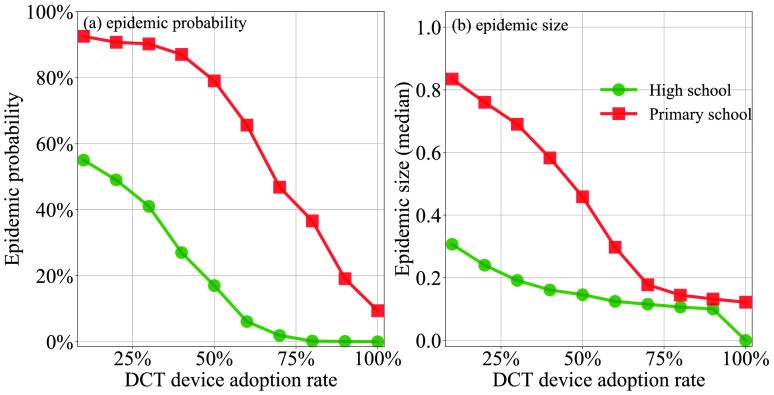 (a) epidemic probability
100%
80%
60%
40%
20%
0%
Epidemic probability
25%
50%
75%
100%
DCT device adoption rate
(b) epidemic size
1.0
0.8
0.6
0.4
0.2
0.0
Epidemic size (median)
High school
Primary school
25%
50%
75%
100%
DCT device adoption rate